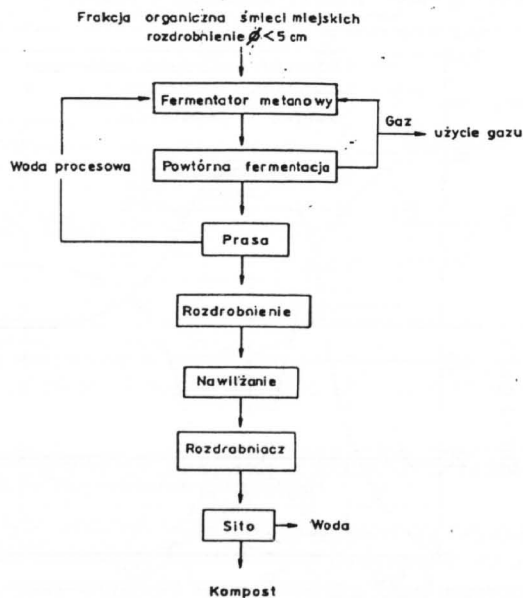 Frakcja organiczna śmieci miejskich
rozdrobnienie ø < 5 cm
Fermentator metanowy
Gaz
użycie gazu
Woda procesowa
Powtórna fermentacja
Prasa
Rozdrobnienie
Nawilżanie
Rozdrabniacz
Sito
Woda
Kompost